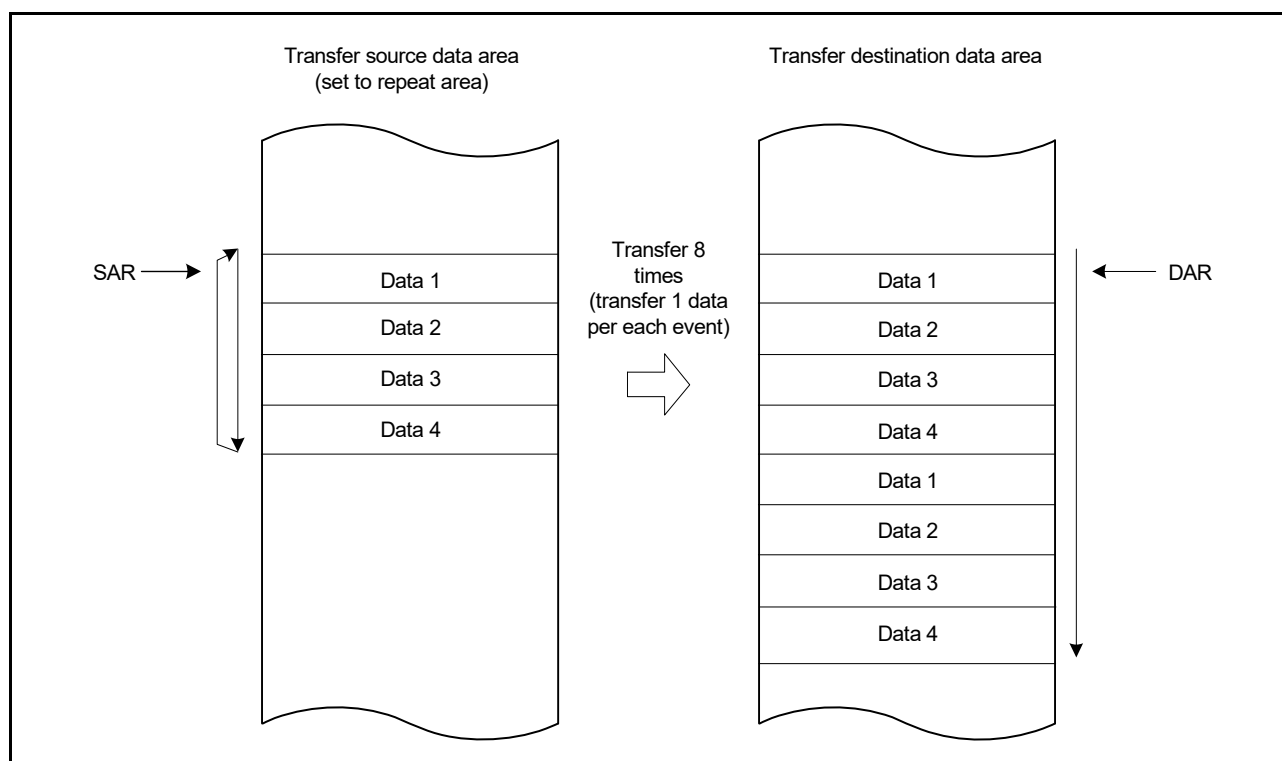 Transfer source data area
(set to repeat area)
Transfer destination data area
SAR
Data 1
Data 2
Data 3
Data 4
Transfer 8
times
(transfer 1 data
per each event)
DAR
Data 1
Data 2
Data 3
Data 4
Data 1
Data 2
Data 3
Data 4